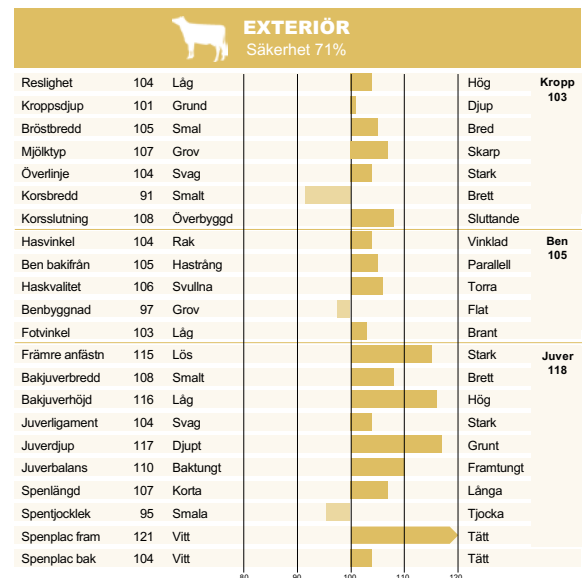 EXTERIÖR
Säkerhet 71%
Reslighet 104 Låg Hög Kropp
103
Kroppsdjup 101 Grund Djup
Bröstbredd 105 Smal Bred
Mjölktyp 107 Grov Skarp
Överlinje 104 Svag Stark
Korsbredd 91 Smalt Brett
Korsslutning 108 Överbyggd Sluttande
Hasvinkel 104 Rak Vinklad Ben
105
Ben bakifrån 105 Hastrång Parallell
Haskvalitet 106 Svullna Torra
Benbyggnad 97 Grov Flat
Fotvinkel 103 Låg Brant
Främre anfästn 115 Lös Stark Juver
118
Bakjuverbredd 108 Smalt Brett
Bakjuverhöjd 116 Låg Hög
Juverligament 104 Svag Stark
Juverdjup 117 Djupt Grunt
Juverbalans 110 Baktungt Framtungt
Spenlängd 107 Korta Långa
Spentjocklek 95 Smala Tjocka
Spenplac fram 121 Vitt Tätt
Spenplac bak 104 Vitt Tätt
80 90 100 110 120